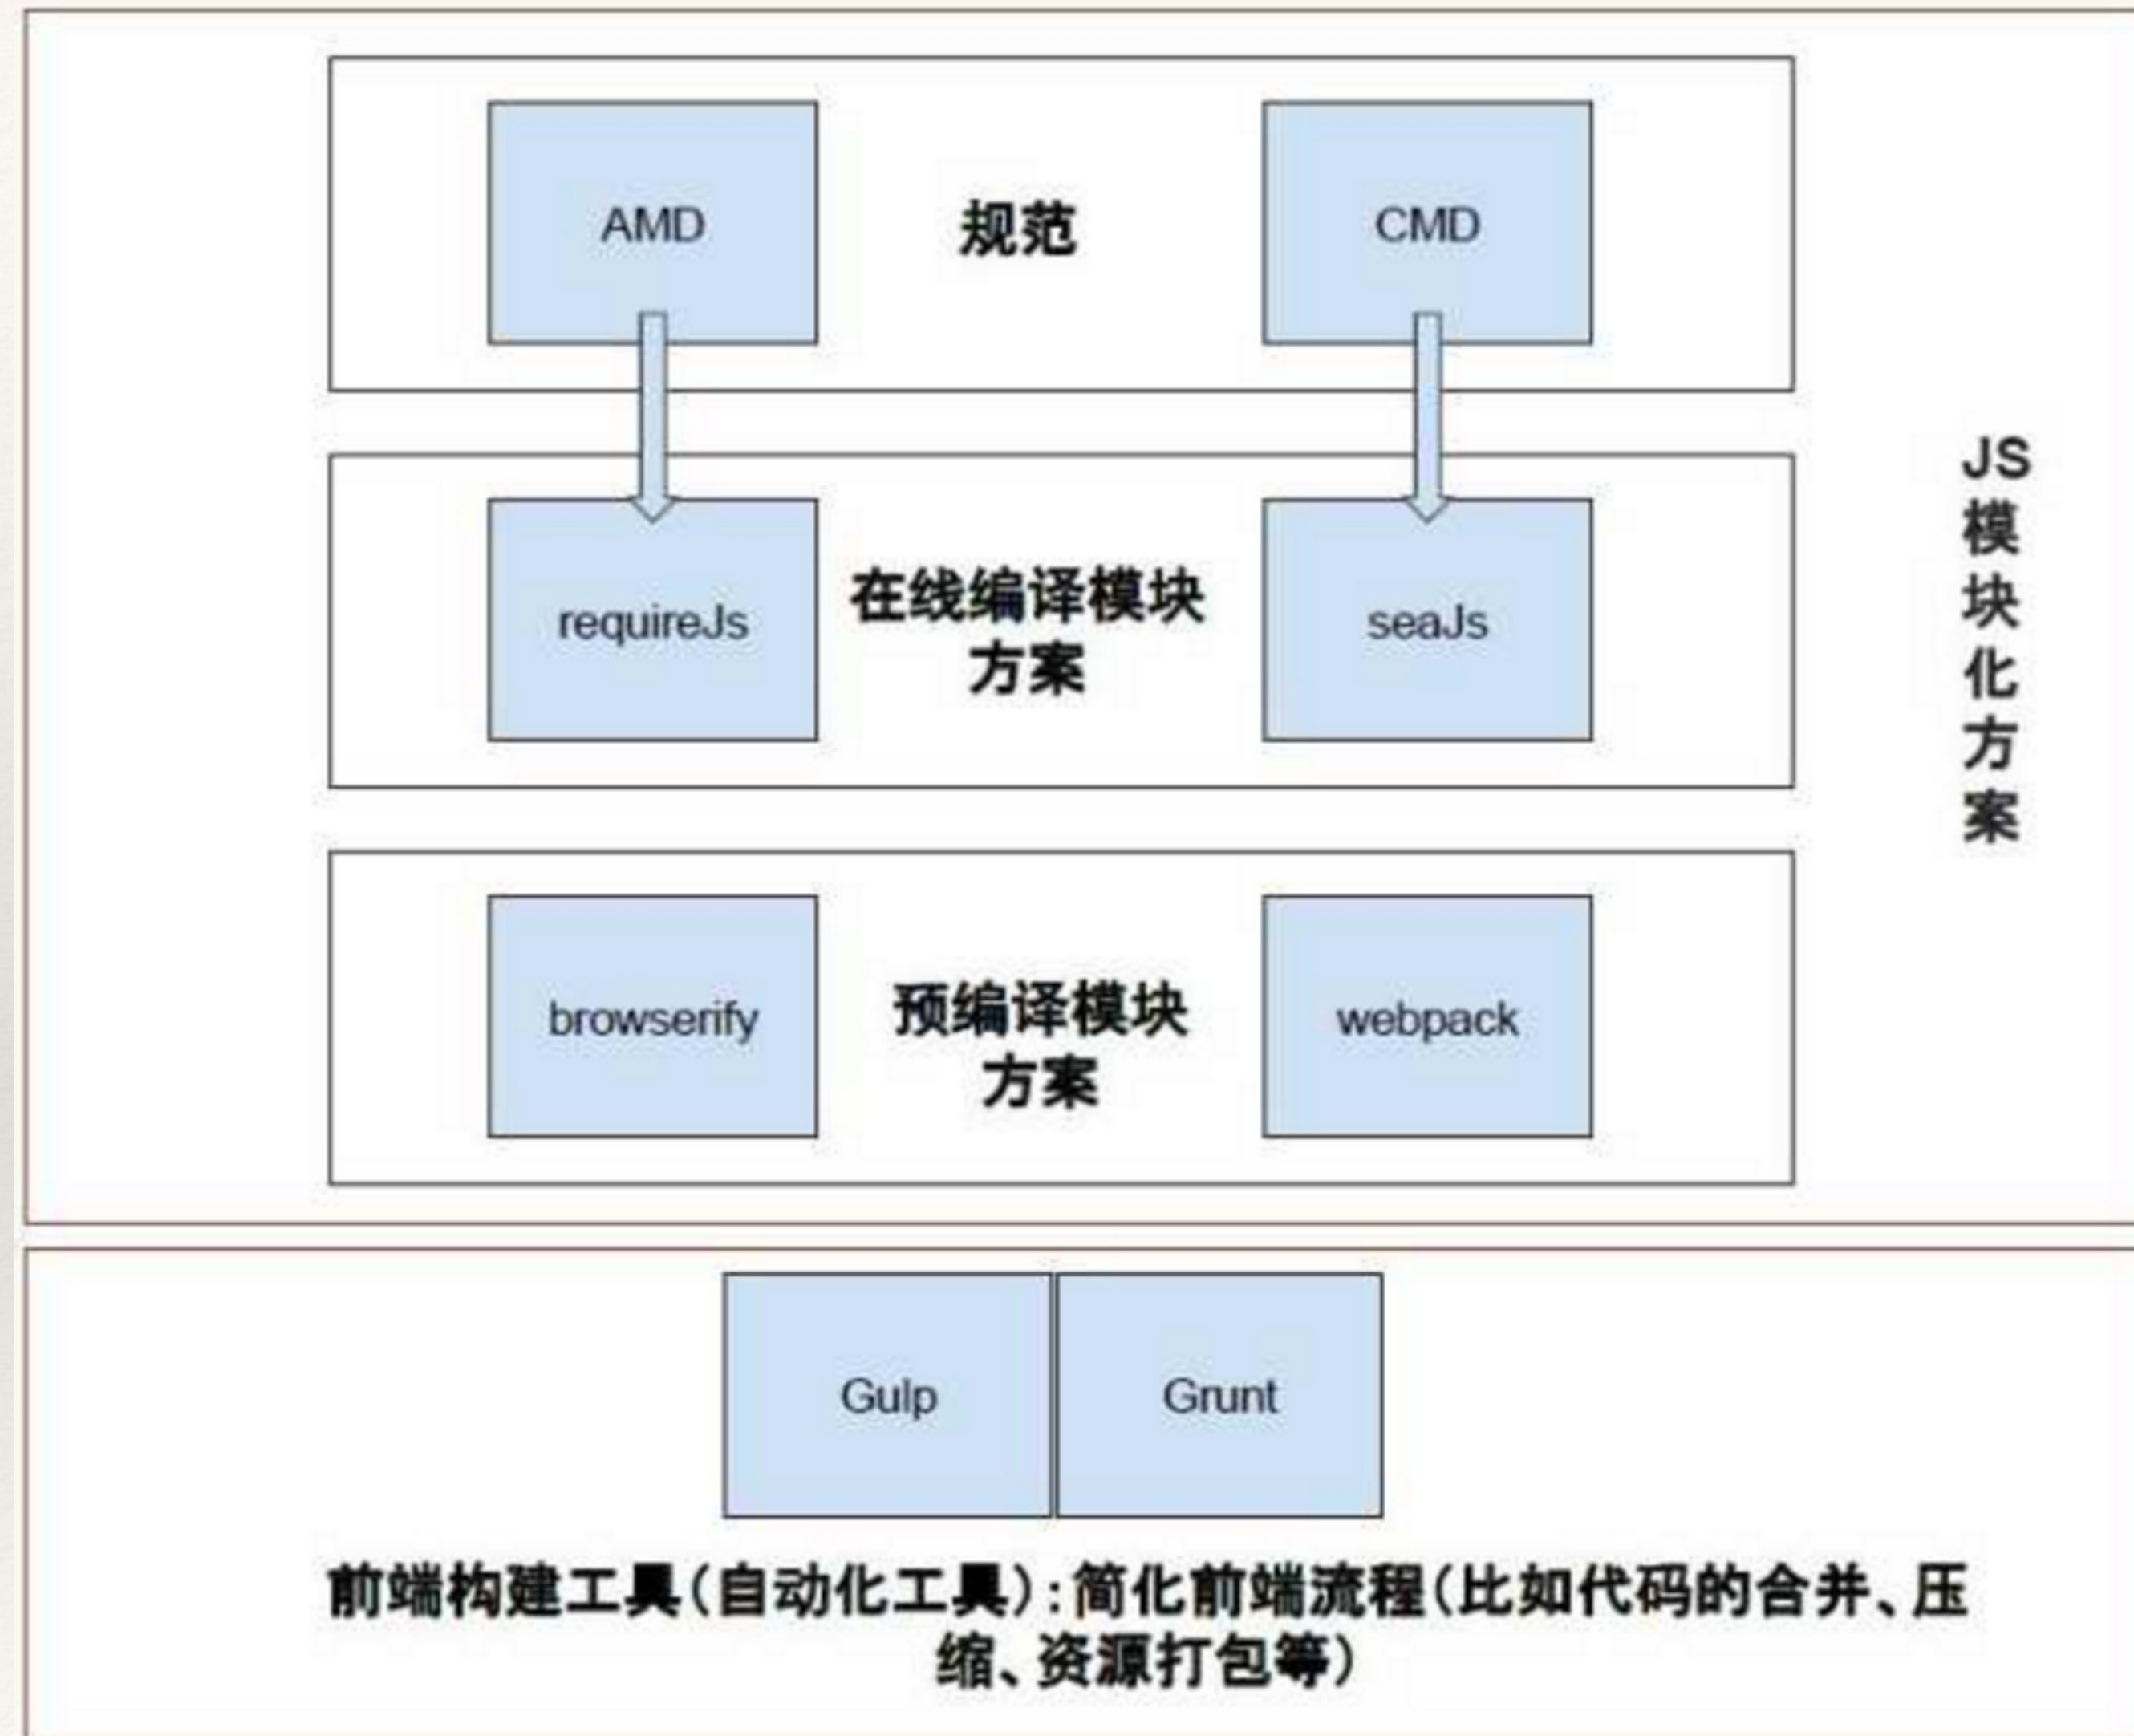 AMD
规范
CMD
requireJs
在线编译模块
方案
seaJs
browserify
预编译模块
方案
webpack
JS
模
块
化
方
案
Gulp
Grunt
前端构建工具(自动化工具):简化前端流程(比如代码的合并、压
缩、资源打包等)